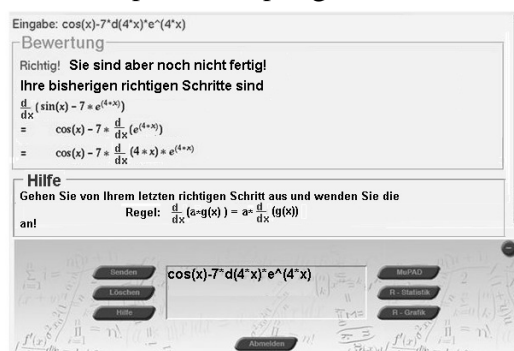 Eingabe: cos(x)-7*d(4*x)*e^(4*x)
Bewertung
Richtig! Sie sind aber noch nicht fertig!
Ihre bisherigen richtigen Schritte sind
d/dx (sin(x) - 7 * e^(4*x))
= cos(x) - 7 * d/dx (e^(4*x))
= cos(x) - 7 * d/dx (4 * x) * e^(4*x)
Hilfe
Gehen Sie von Ihrem letzten richtigen Schritt aus und wenden Sie die
Regel: d/dx (a*g(x) ) = a* d/dx (g(x))
an!
Senden
cos(x)-7*d(4*x)*e^(4*x)
MuPAD
Löschen
R - Statistik
Hilfe
R - Grafik
Abmelden